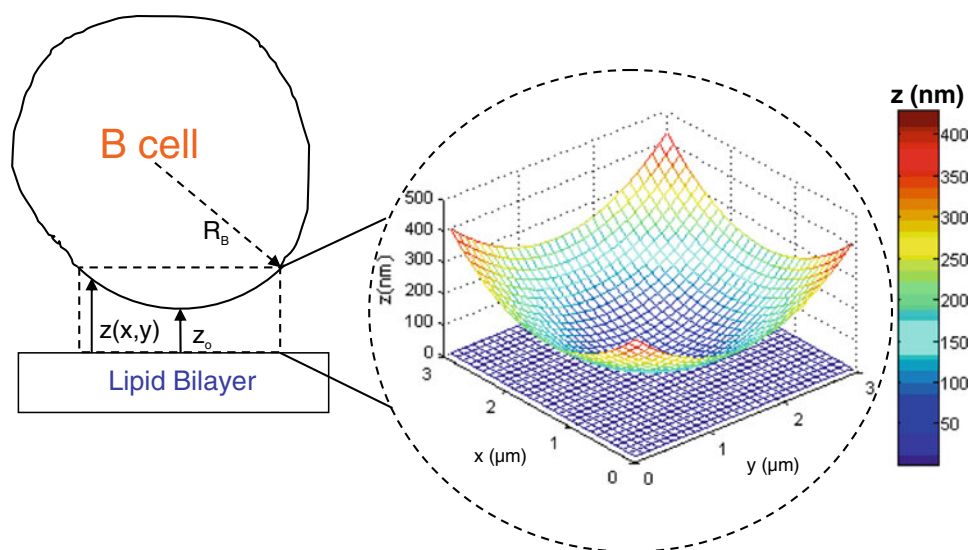 B cell
R_B
z(x,y)
z_o
Lipid Bilayer
z(nm)
500
400
300
200
100
0
3
2
1
0
x (μm)
0
1
2
3
y (μm)
z (nm)
400
350
300
250
200
150
100
50